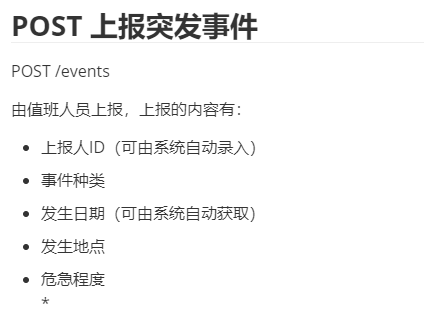 POST 上报突发事件
POST /events
由值班人员上报，上报的内容有：
• 上报人ID（可由系统自动录入）
• 事件种类
• 发生日期（可由系统自动获取）
• 发生地点
• 危急程度
*